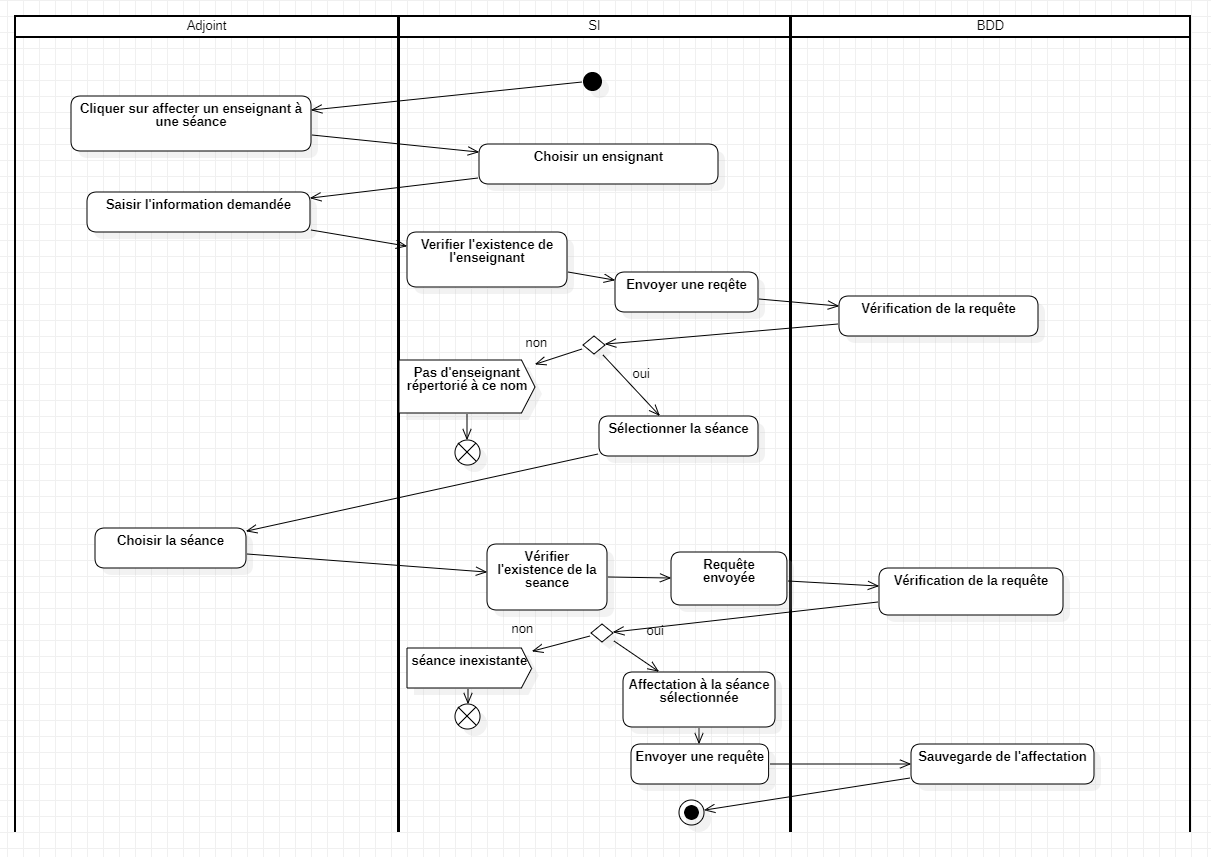 Adjoint
SI
BDD
Cliquer sur affecter un enseignant à
une séance
Choisir un ensignant
Saisir l'information demandée
Verifier l'existence de
l'enseignant
Envoyer une reqête
Vérification de la requête
non
oui
Pas d'enseignant
répertorié à ce nom
Sélectionner la séance
Choisir la séance
Vérifier
l'existence de la
seance
Requête
envoyée
Vérification de la requête
non
oui
séance inexistante
Affectation à la séance
sélectionnée
Envoyer une requête
Sauvegarde de l'affectation